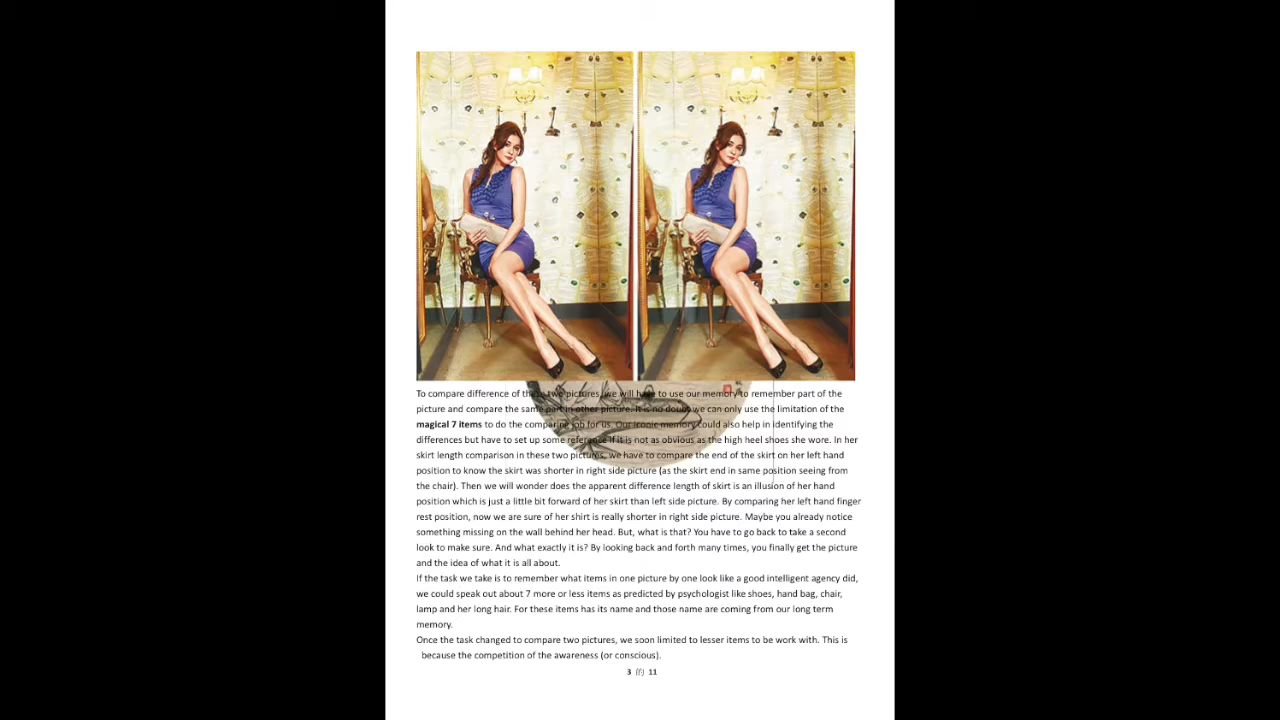 To compare difference of these two pictures, we will have to use our memory to remember part of the
picture and compare the same part in other picture. It is no doubt we can only use the limitation of the
magical 7 items to do the comparing job for us. Our Iconic memory could also help in identifying the
differences but have to set up some reference if it is not as obvious as the high heel shoes she wore. In her
skirt length comparison in these two pictures, we have to compare the end of the skirt on her left hand
position to know the skirt was shorter in right side picture (as the skirt end in same position seeing from
the chair). Then we will wonder does the apparent difference length of skirt is an illusion of her hand
position which is just a little bit forward of her skirt than left side picture. By comparing her left hand finger
rest position, now we are sure of her shirt is really shorter in right side picture. Maybe you already notice
something missing on the wall behind her head. But, what is that? You have to go back to take a second
look to make sure. And what exactly it is? By looking back and forth many times, you finally get the picture
and the idea of what it is all about.
If the task we take is to remember what items in one picture by one look like a good intelligent agency did,
we could speak out about 7 more or less items as predicted by psychologist like shoes, hand bag, chair,
lamp and her long hair. For these items has its name and those name are coming from our long term
memory.
Once the task changed to compare two pictures, we soon limited to lesser items to be work with. This is
because the competition of the awareness (or conscious).
3 11